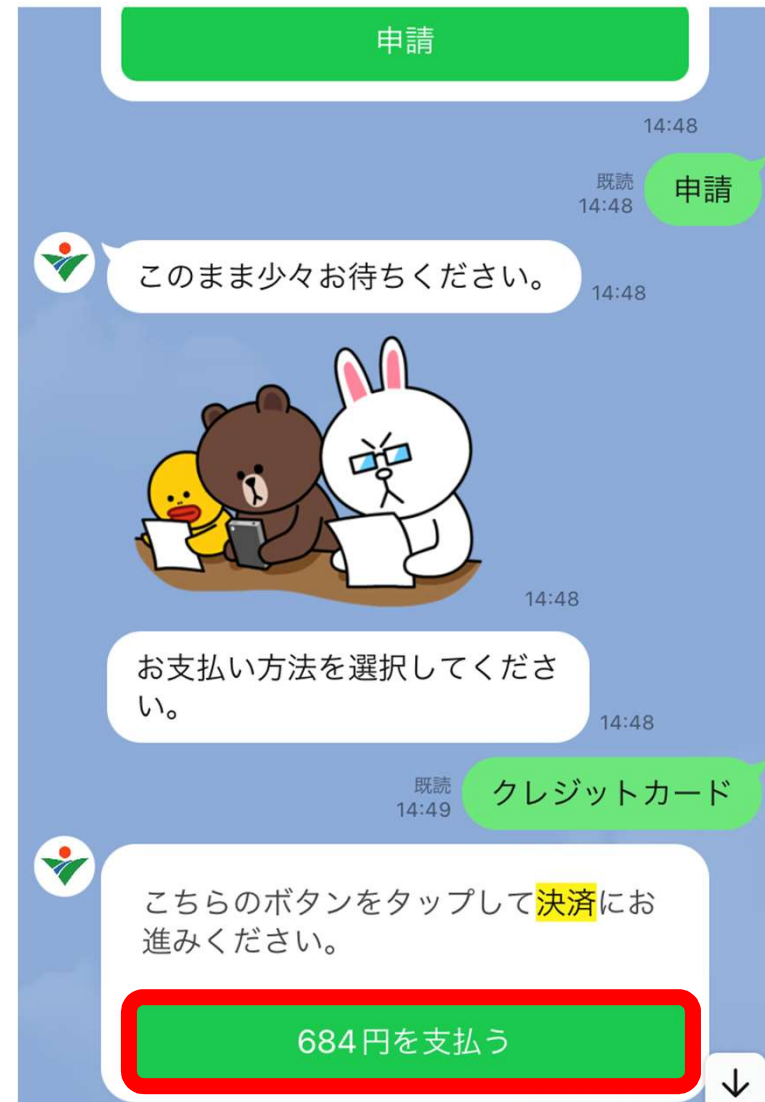 申請
14:48
既読
14:48
申請
このまま少々お待ちください。
14:48
14:48
お支払い方法を選択してくださ
い。
14:48
既読
14:49
クレジットカード
こちらのボタンをタップして決済にお
進みください。
684円を支払う